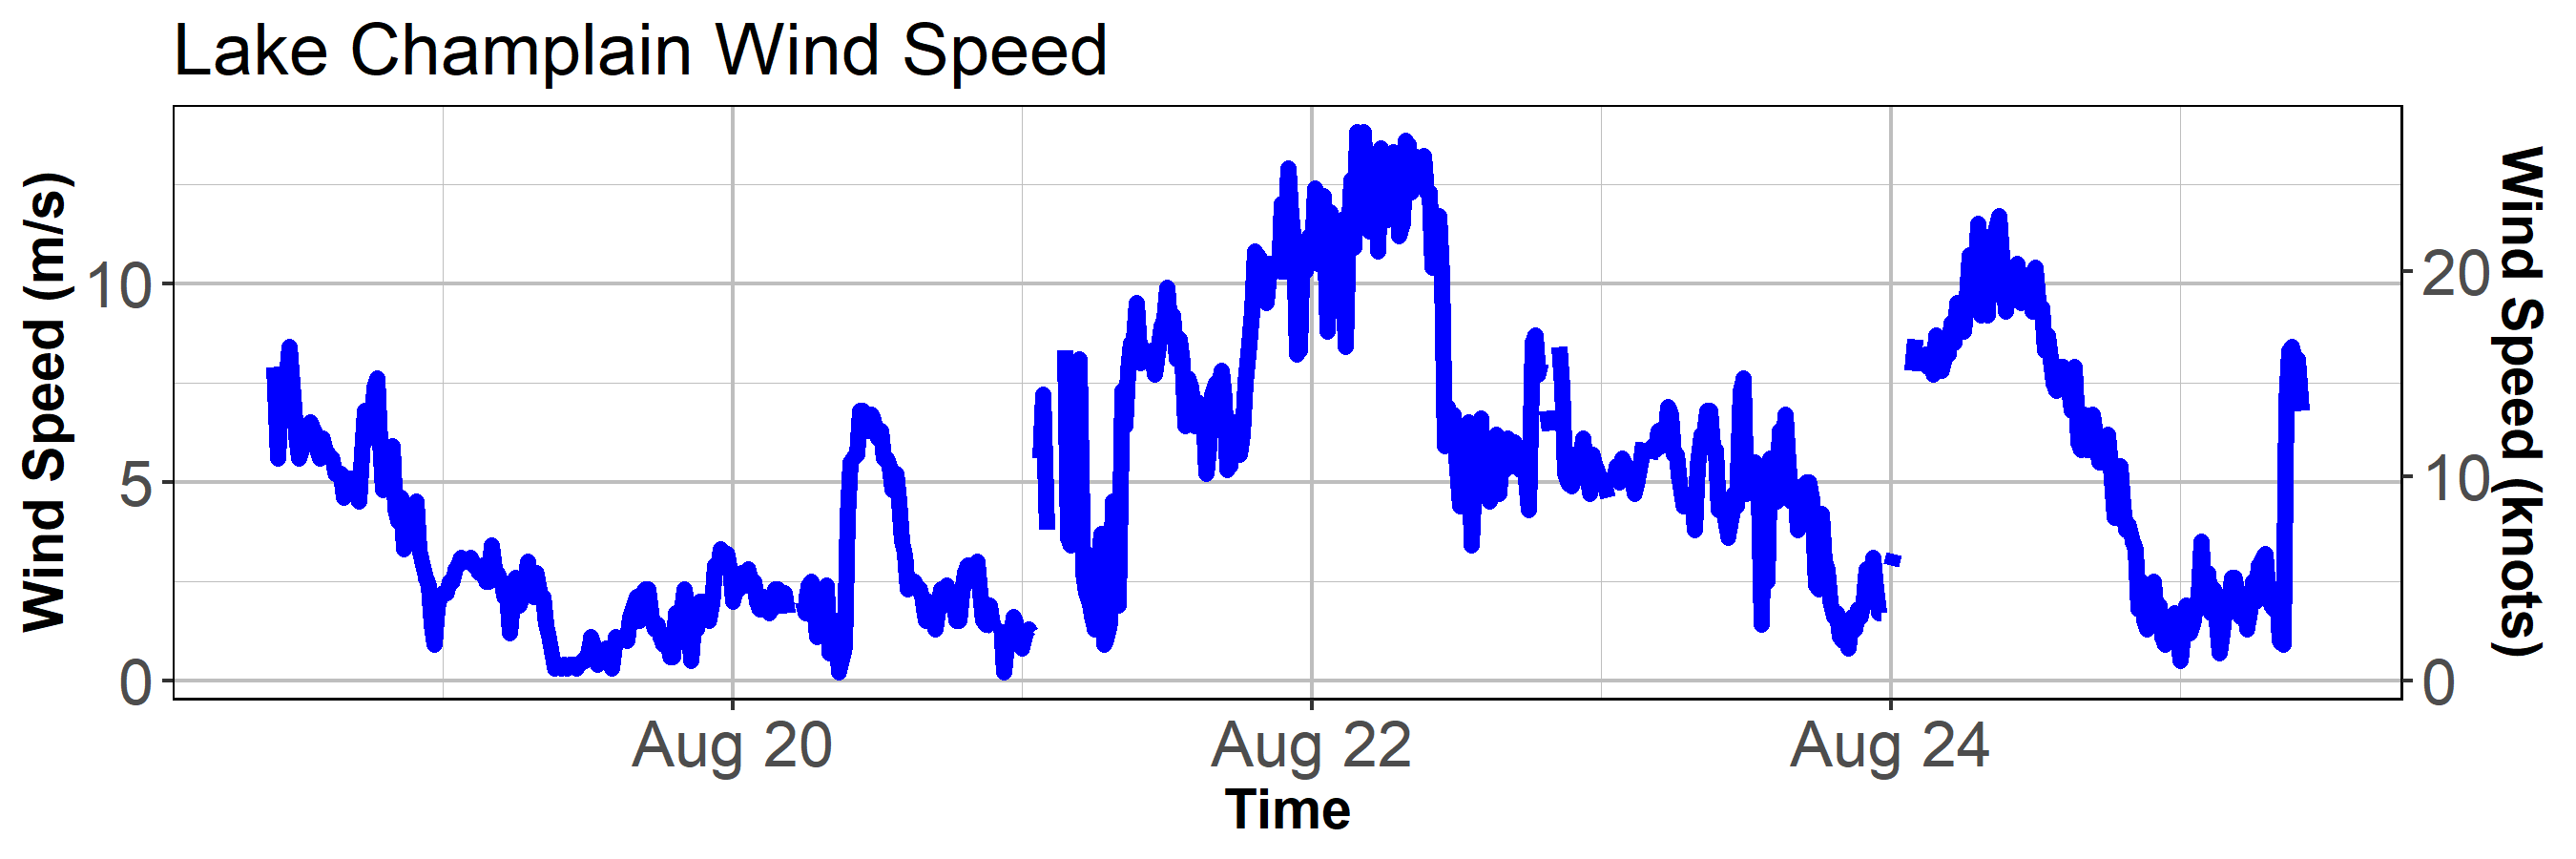 Lake Champlain Wind Speed
Wind Speed (m/s)
10
5
0
20
10
0
Wind Speed (knots)
Aug 20
Aug 22
Aug 24
Time